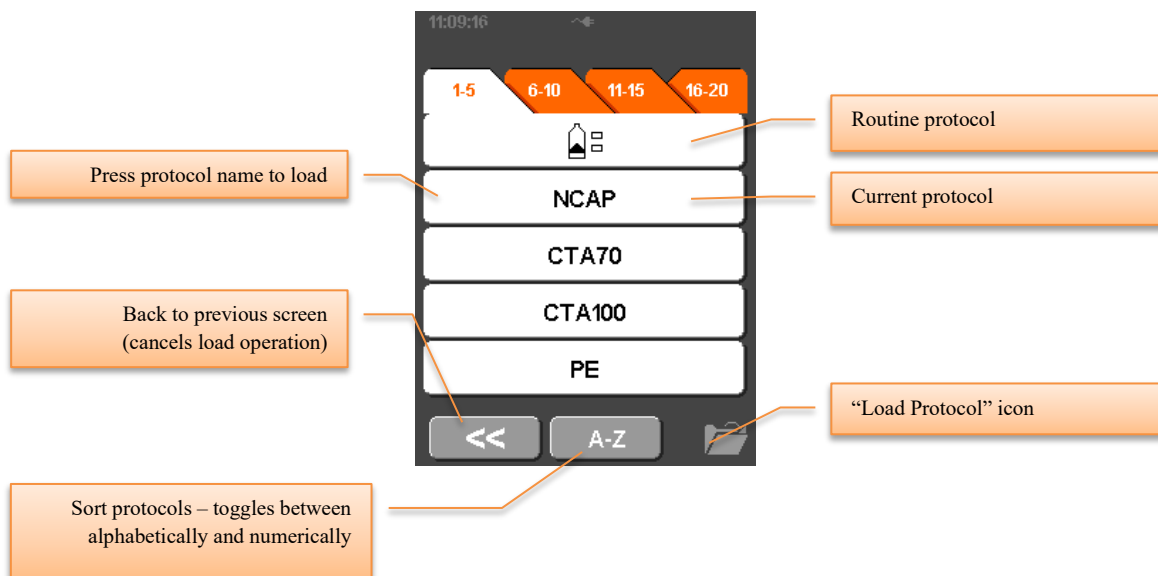 11:09:16
1-5
6-10
11-15
16-20
Routine protocol
Press protocol name to load
NCAP
Current protocol
CTA70
Back to previous screen
(cancels load operation)
CTA100
PE
“Load Protocol” icon
<<
A-Z
Sort protocols – toggles between
alphabetically and numerically